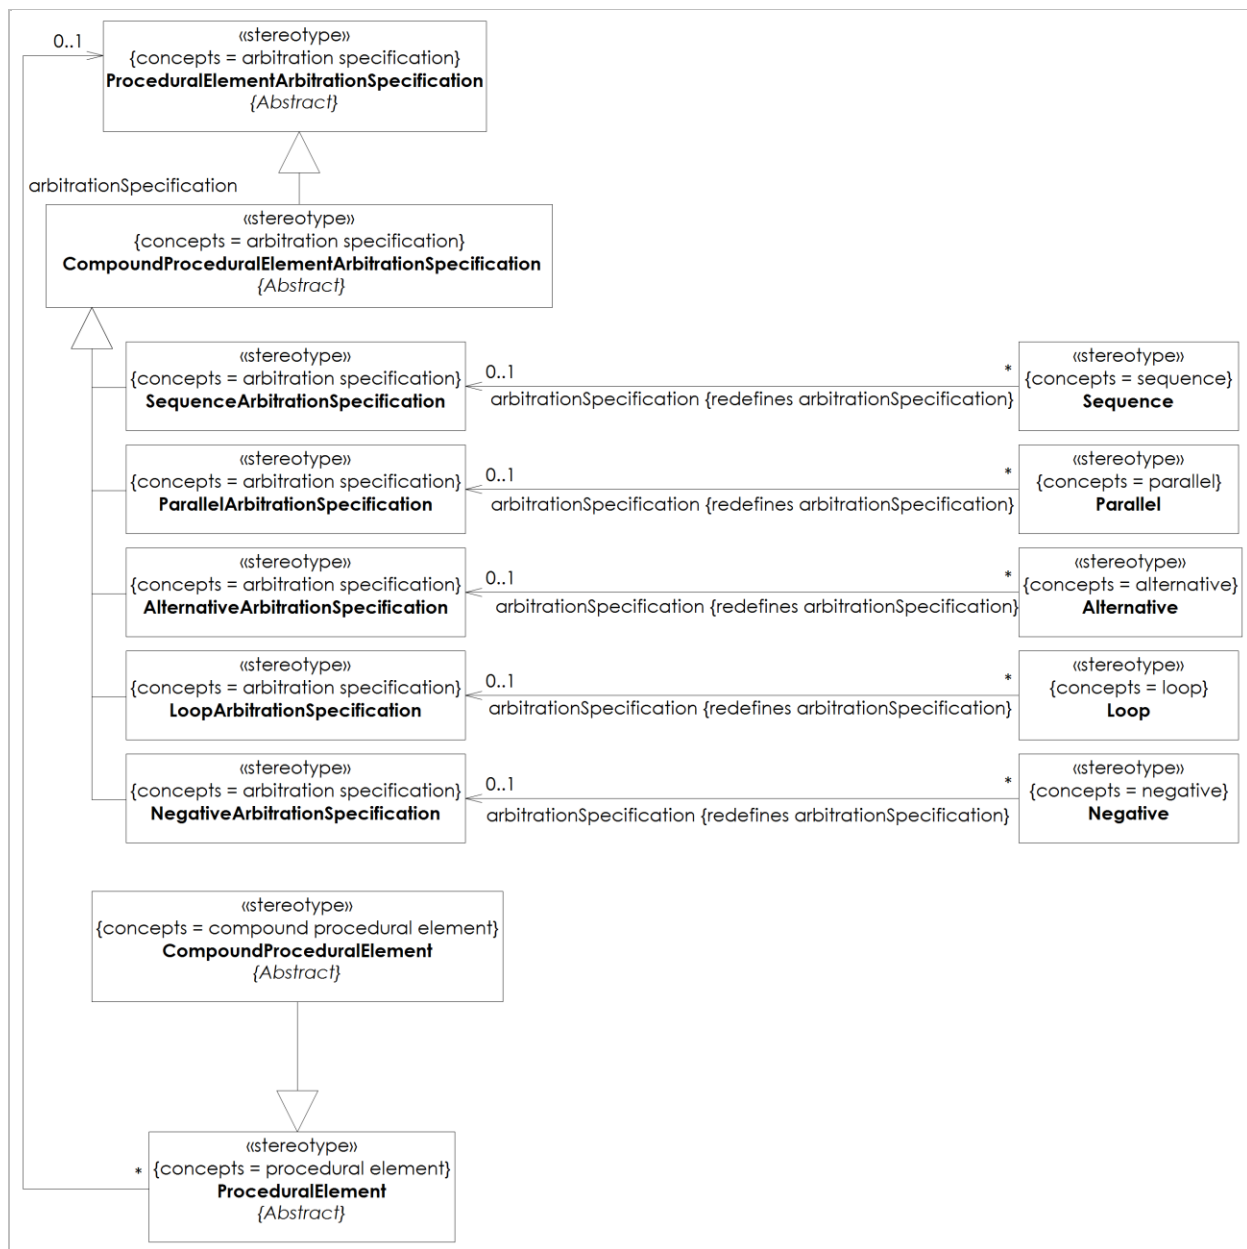 0..1
«stereotype»
{concepts = arbitration specification}
ProceduralElementArbitrationSpecification
{Abstract}
arbitrationSpecification
«stereotype»
{concepts = arbitration specification}
CompoundProceduralElementArbitrationSpecification
{Abstract}
«stereotype»
{concepts = arbitration specification}
SequenceArbitrationSpecification
0..1
*
arbitrationSpecification {redefines arbitrationSpecification}
«stereotype»
{concepts = sequence}
Sequence
«stereotype»
{concepts = arbitration specification}
ParallelArbitrationSpecification
0..1
*
arbitrationSpecification {redefines arbitrationSpecification}
«stereotype»
{concepts = parallel}
Parallel
«stereotype»
{concepts = arbitration specification}
AlternativeArbitrationSpecification
0..1
*
arbitrationSpecification {redefines arbitrationSpecification}
«stereotype»
{concepts = alternative}
Alternative
«stereotype»
{concepts = arbitration specification}
LoopArbitrationSpecification
0..1
*
arbitrationSpecification {redefines arbitrationSpecification}
«stereotype»
{concepts = loop}
Loop
«stereotype»
{concepts = arbitration specification}
NegativeArbitrationSpecification
0..1
*
arbitrationSpecification {redefines arbitrationSpecification}
«stereotype»
{concepts = negative}
Negative
«stereotype»
{concepts = compound procedural element}
CompoundProceduralElement
{Abstract}
«stereotype»
* {concepts = procedural element}
ProceduralElement
{Abstract}